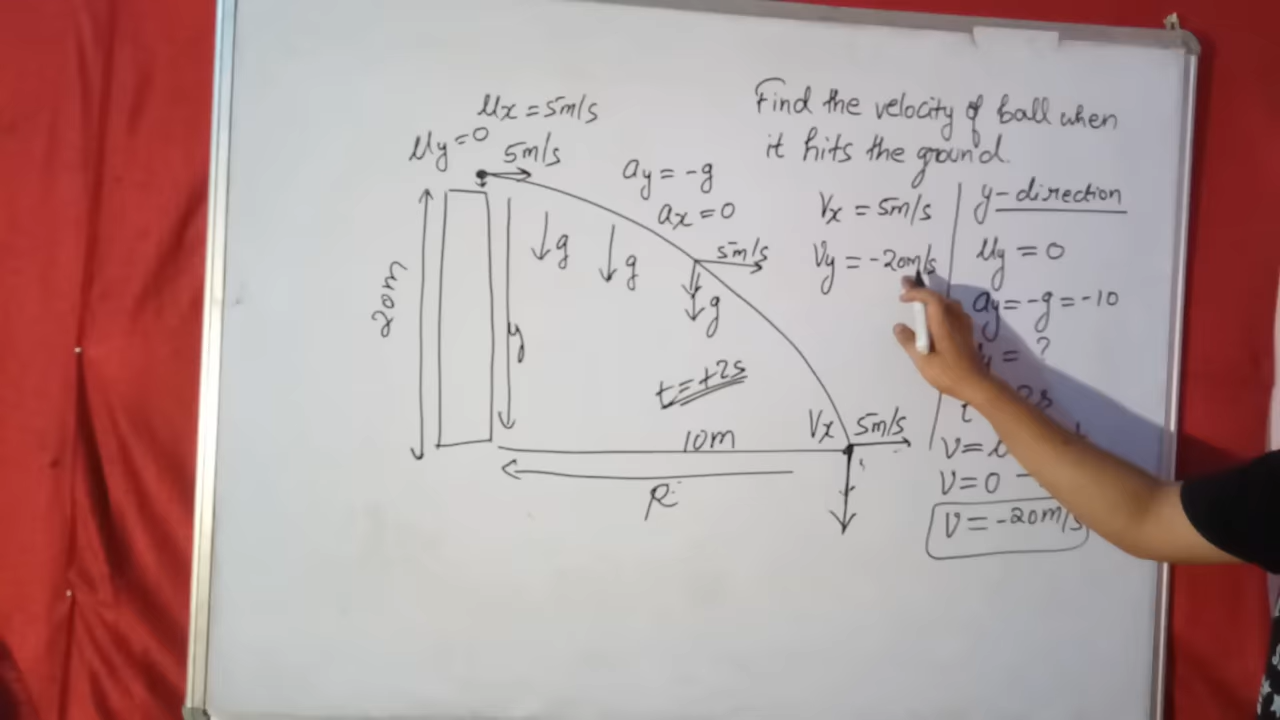 ux = 5m/s
uy = 0
5m/s
ay = -g
ax = 0
20m
g
g
5m/s
g
y
t = +2s
10m
Vx 5m/s
R
Find the velocity of ball when
it hits the ground.
Vx = 5m/s
Vy = -20m/s
y-direction
uy = 0
ay = -g = -10
= ?
t
V =
V = 0 -
V = -20m/s